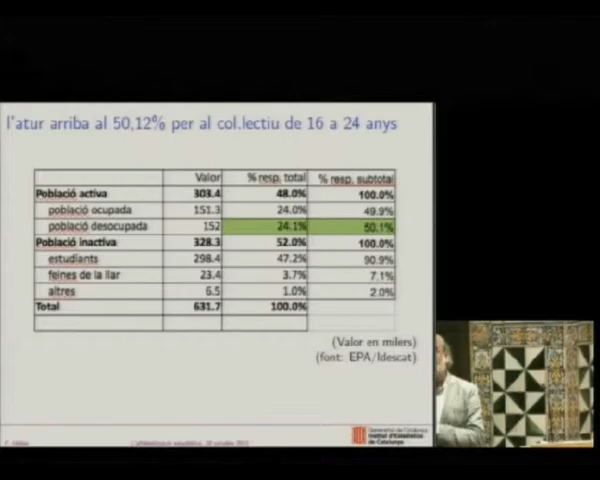 l'atur arriba al 50,12% per al col.lectiu de 16 a 24 anys
Valor % resp. total % resp. subtotal
Població activa 303.4 48.0% 100.0%
població ocupada 151.3 24.0% 49.9%
població desocupada 152 24.1% 50.1%
Població inactiva 328.3 52.0% 100.0%
estudiants 298.4 47.2% 90.9%
feines de la llar 23.4 3.7% 7.1%
altres 6.5 1.0% 2.0%
Total 631.7 100.0%
(Valor en milers)
(font: EPA/Idescat)
Generalitat de Catalunya
Institut d'Estadística
de Catalunya